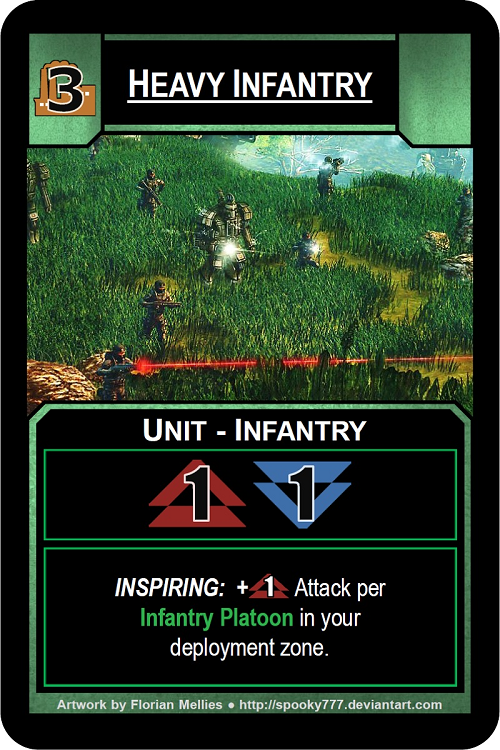 3
HEAVY INFANTRY
UNIT - INFANTRY
1 1
INSPIRING: +1 Attack per
Infantry Platoon in your
deployment zone.
Artwork by Florian Mellies ● http://spooky777.deviantart.com